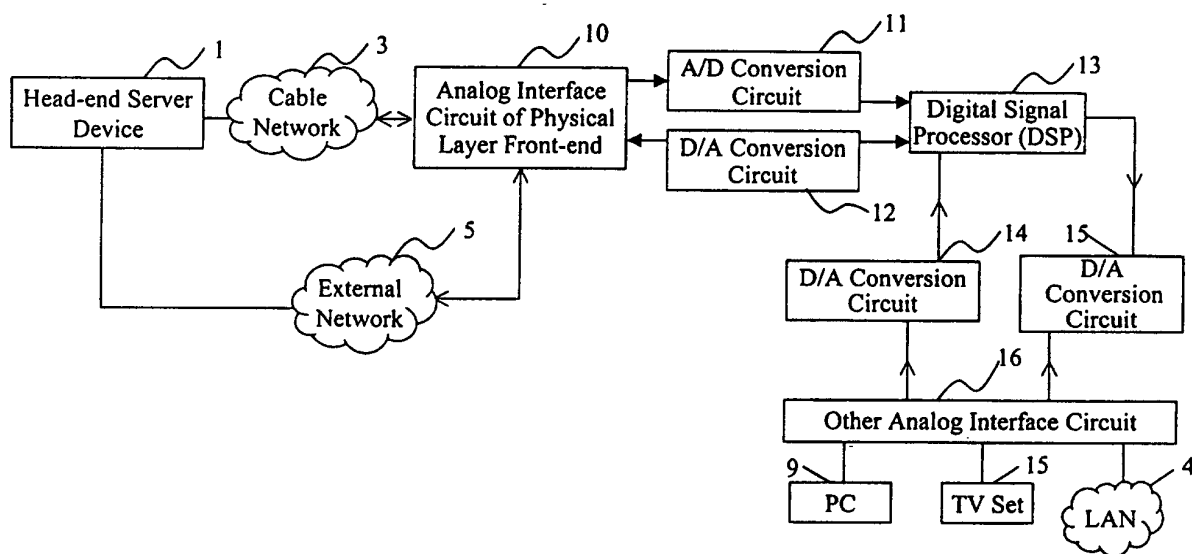 1
3
10
11
13
Head-end Server
Device
Cable
Network
Analog Interface
Circuit of Physical
Layer Front-end
A/D Conversion
Circuit
D/A Conversion
Circuit
Digital Signal
Processor (DSP)
12
5
14
15
External
Network
D/A Conversion
Circuit
D/A
Conversion
Circuit
16
Other Analog Interface Circuit
9
15
4
PC
TV Set
LAN